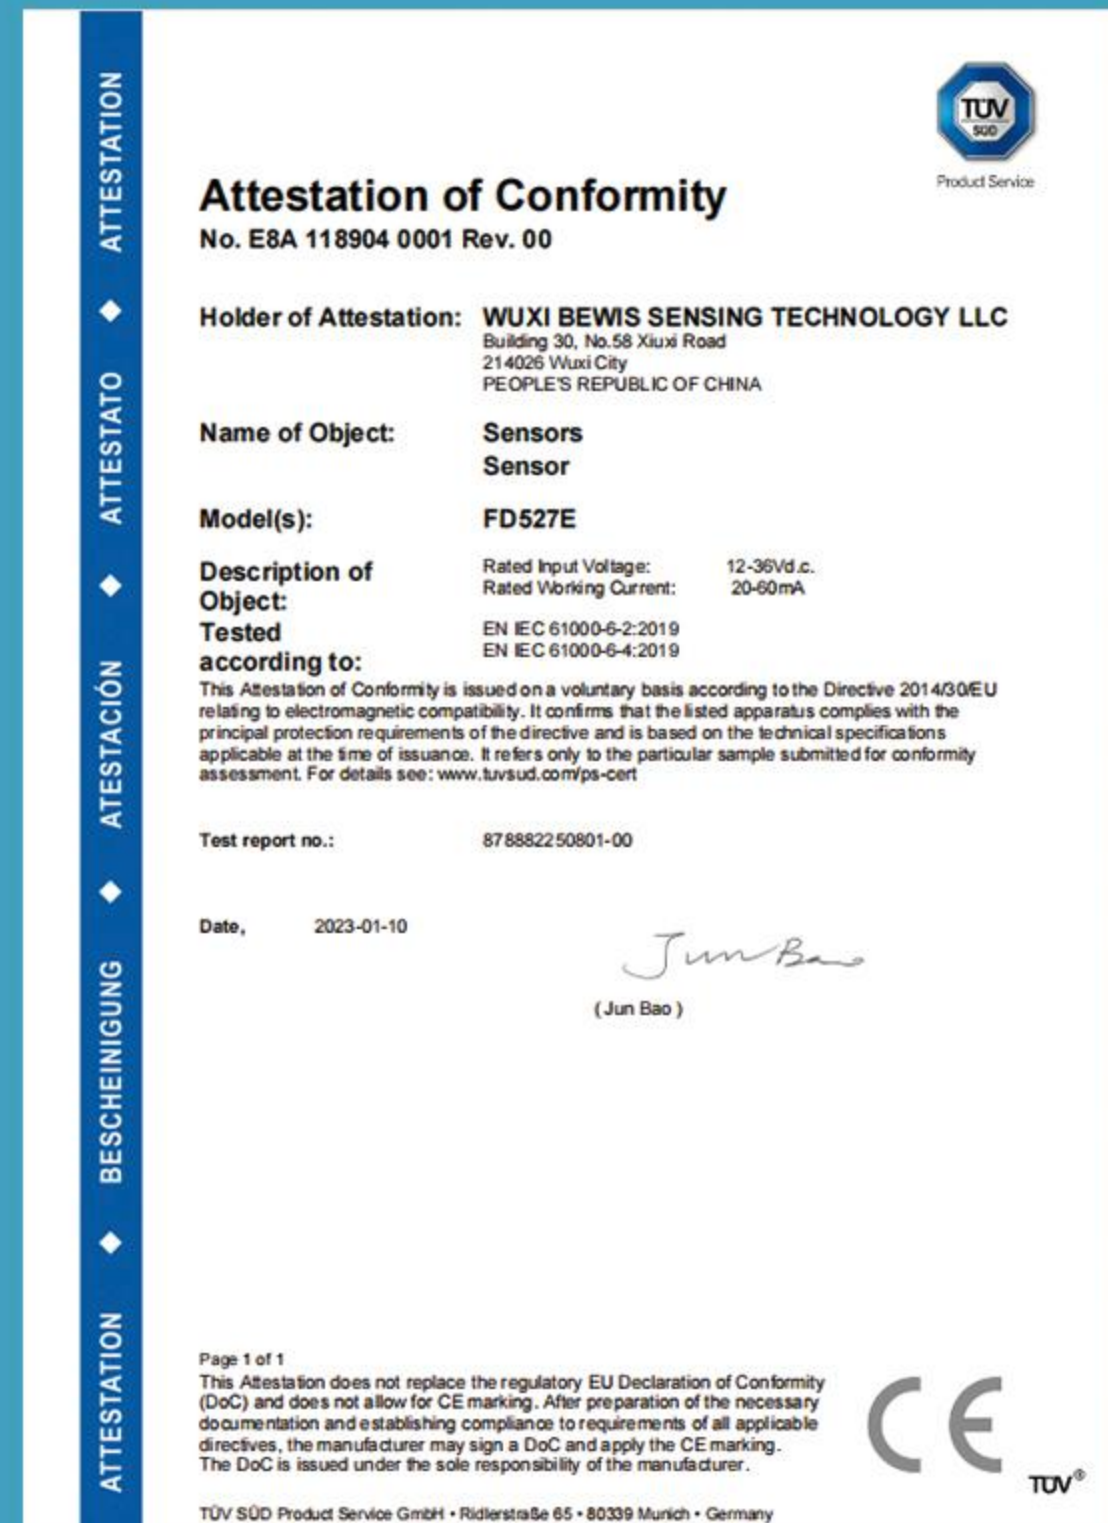 ATTESTATION ◆ BESCHEINIGUNG ◆ ATESTACIÓN ◆ ATTESTATO ◆ ATTESTATION
TÜV
SÜD
Product Service
Attestation of Conformity
No. E8A 118904 0001 Rev. 00
Holder of Attestation: WUXI BEWIS SENSING TECHNOLOGY LLC
Building 30, No.58 Xiuxi Road
214026 Wuxi City
PEOPLE'S REPUBLIC OF CHINA
Name of Object: Sensors
Sensor
Model(s): FD527E
Description of
Object:
Rated Input Voltage: 12-36Vd.c.
Rated Working Current: 20-60mA
Tested
according to:
EN IEC 61000-6-2:2019
EN IEC 61000-6-4:2019
This Attestation of Conformity is issued on a voluntary basis according to the Directive 2014/30/EU
relating to electromagnetic compatibility. It confirms that the listed apparatus complies with the
principal protection requirements of the directive and is based on the technical specifications
applicable at the time of issuance. It refers only to the particular sample submitted for conformity
assessment. For details see: www.tuvsud.com/ps-cert
Test report no.: 878882250801-00
Date, 2023-01-10
Jun Bao
( Jun Bao )
Page 1 of 1
This Attestation does not replace the regulatory EU Declaration of Conformity
(DoC) and does not allow for CE marking. After preparation of the necessary
documentation and establishing compliance to requirements of all applicable
directives, the manufacturer may sign a DoC and apply the CE marking.
The DoC is issued under the sole responsibility of the manufacturer.
CE
TÜV®
TÜV SÜD Product Service GmbH • Ridlerstraße 65 • 80339 Munich • Germany